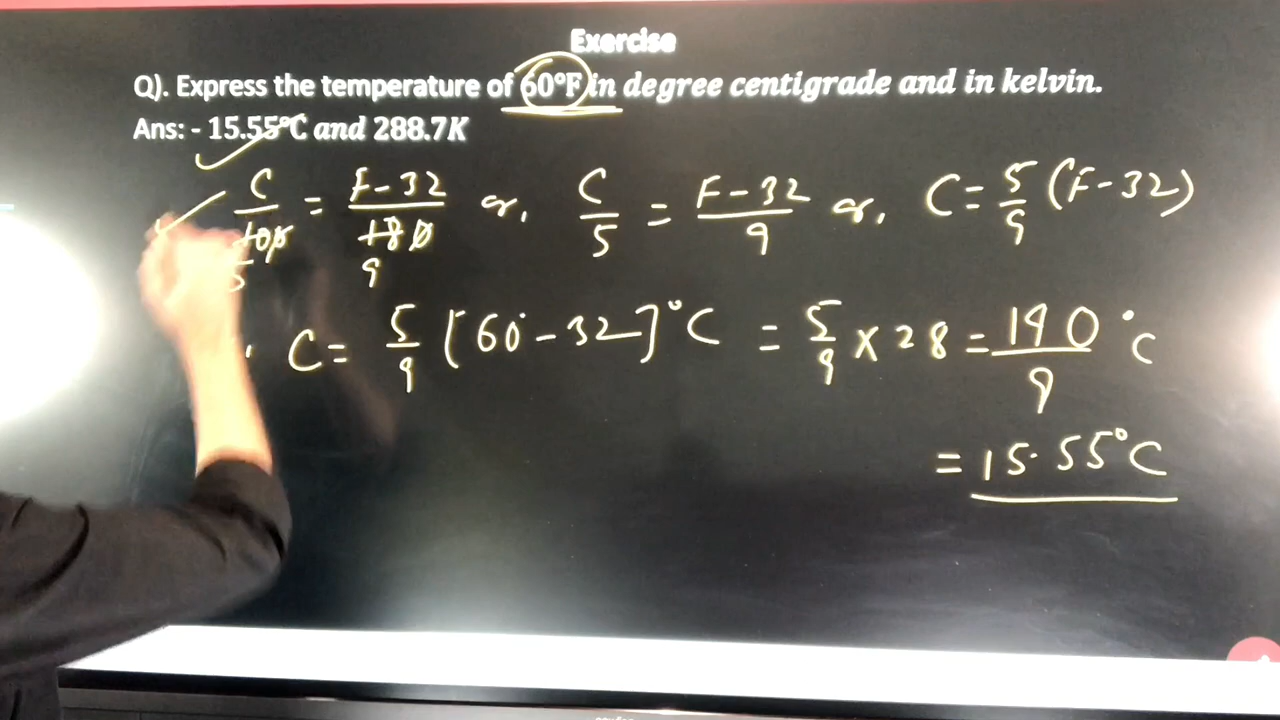 Exercise
Q). Express the temperature of 60°F in degree centigrade and in kelvin.
Ans: - 15.55°C and 288.7K
C/100 = F-32/180 or, C/5 = F-32/9 or, C = 5/9 (F-32)
5 9
C = 5/9 [60-32]°C = 5/9 x 28 = 190/9 °C
= 15.55°C